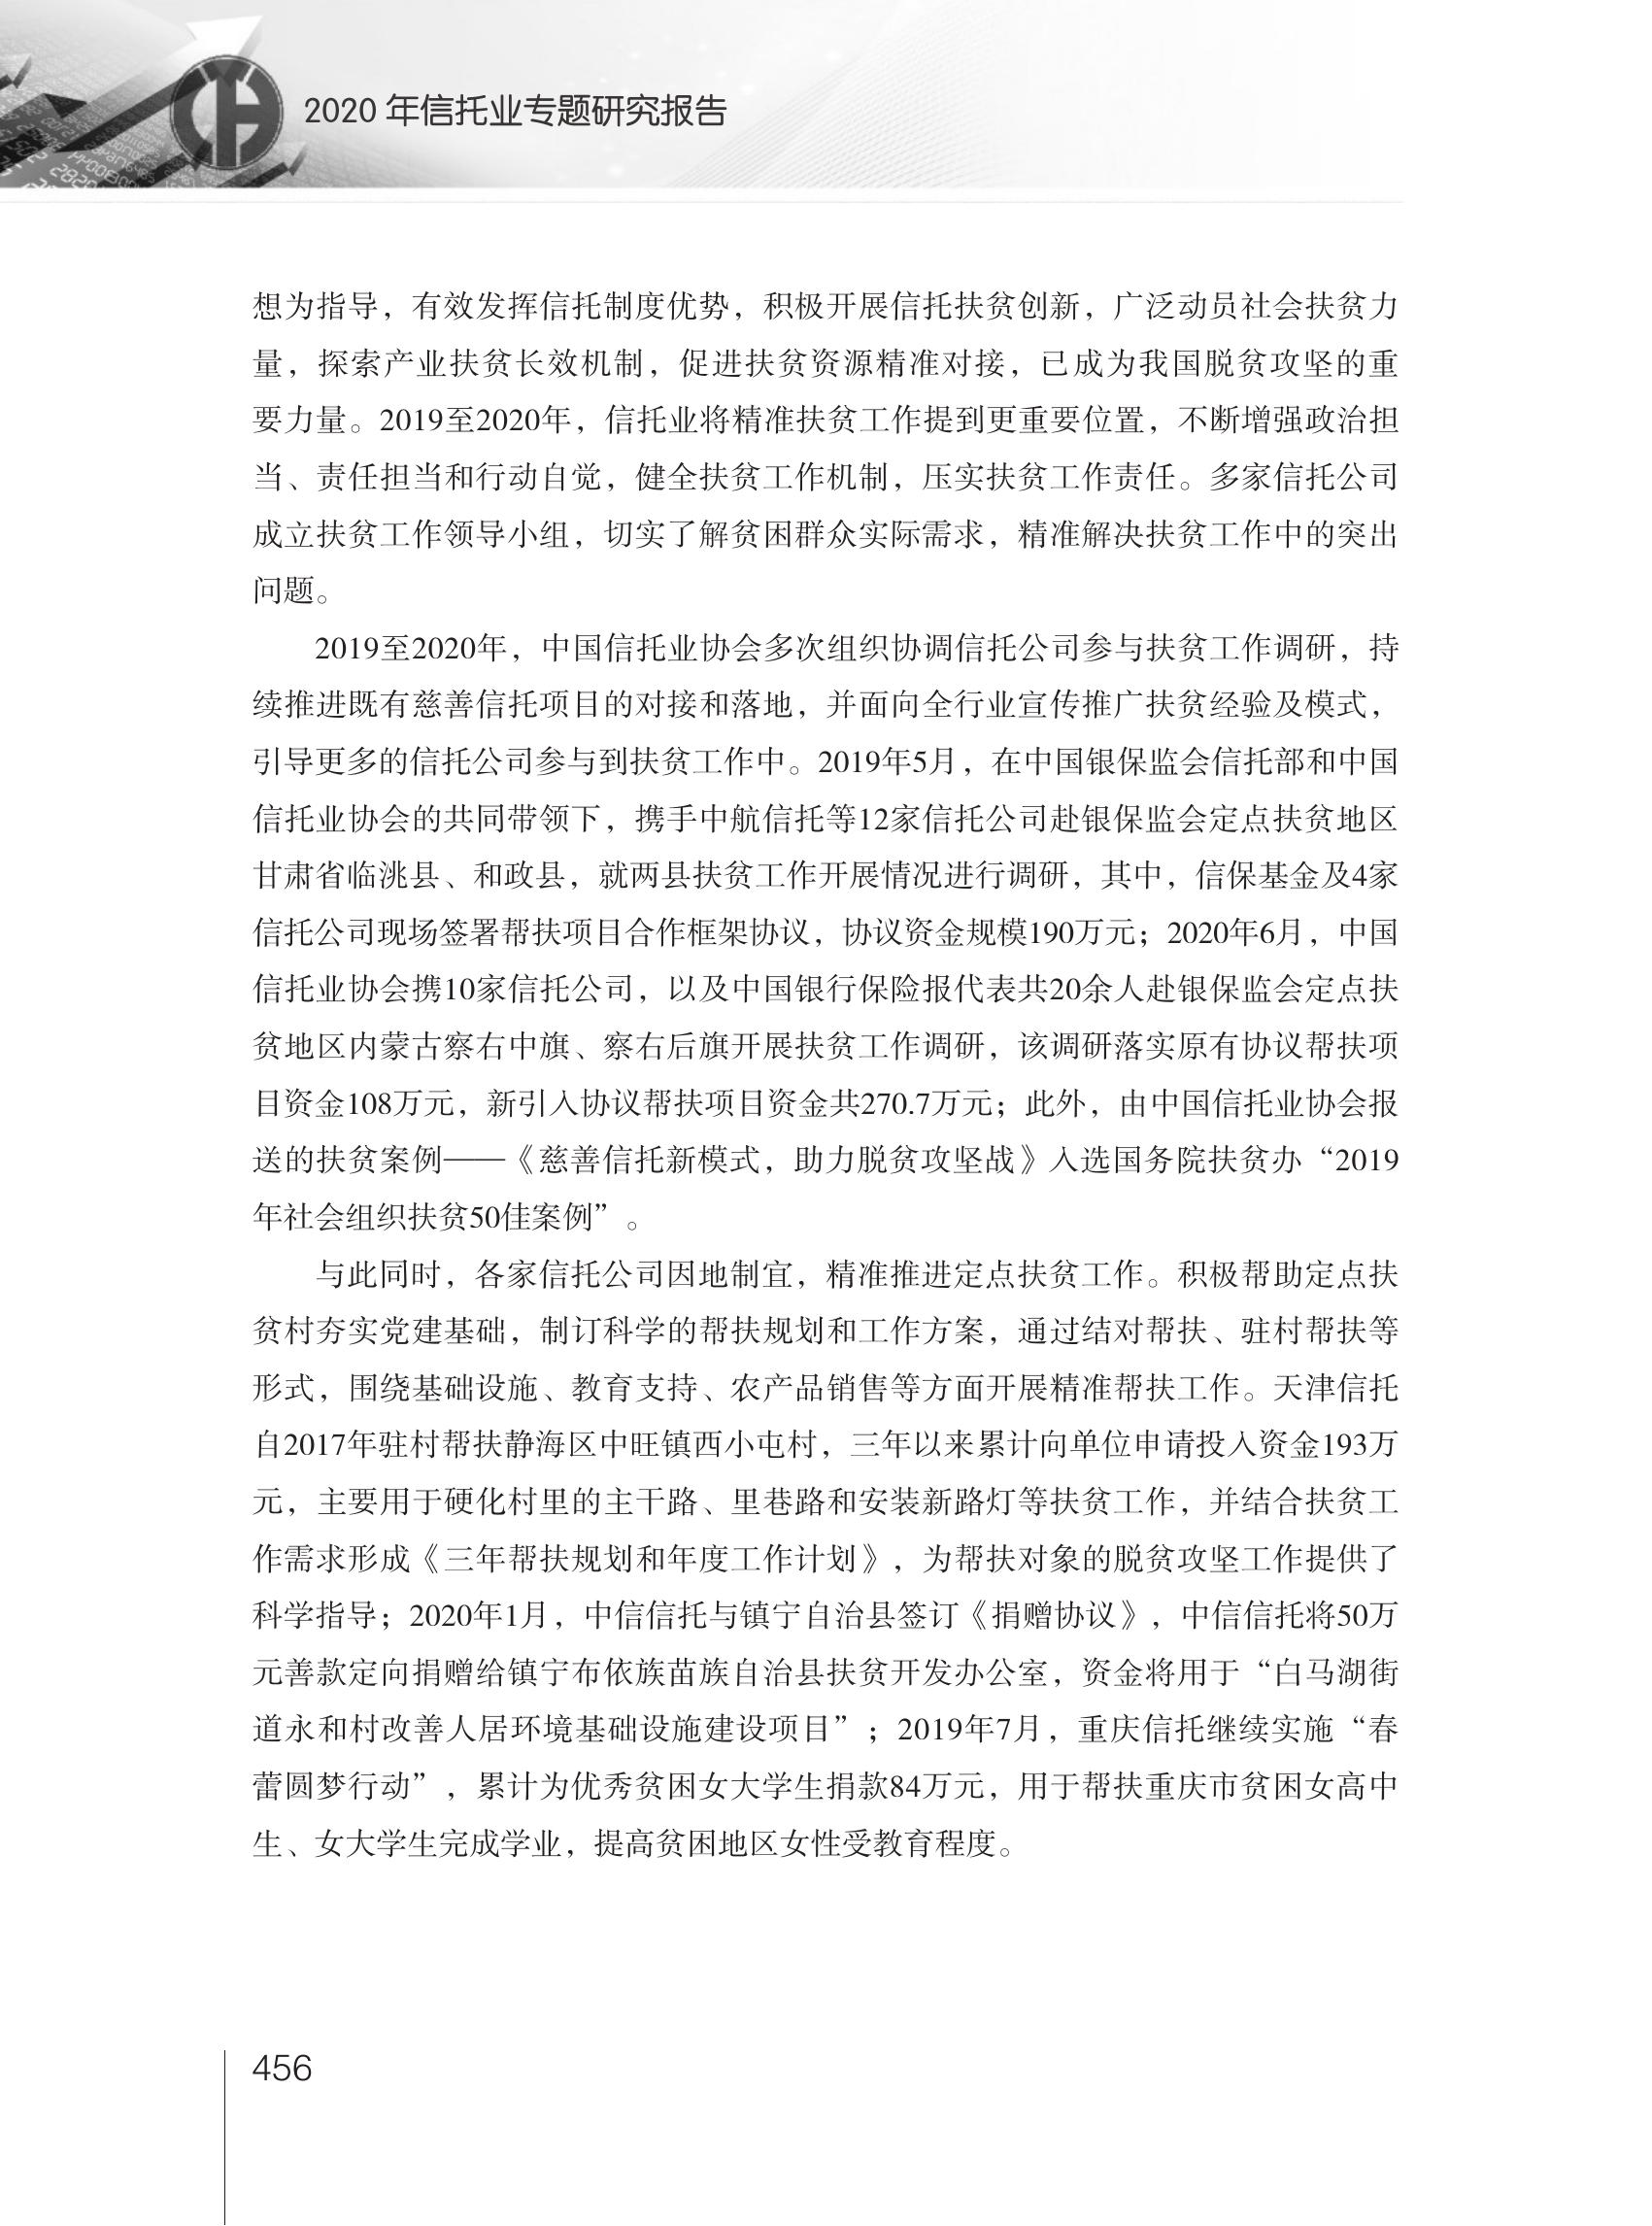 2020 年信托业专题研究报告
想为指导，有效发挥信托制度优势，积极开展信托扶贫创新，广泛动员社会扶贫力
量，探索产业扶贫长效机制，促进扶贫资源精准对接，已成为我国脱贫攻坚的重
要力量。2019至2020年，信托业将精准扶贫工作提到更重要位置，不断增强政治担
当、责任担当和行动自觉，健全扶贫工作机制，压实扶贫工作责任。多家信托公司
成立扶贫工作领导小组，切实了解贫困群众实际需求，精准解决扶贫工作中的突出
问题。
2019至2020年，中国信托业协会多次组织协调信托公司参与扶贫工作调研，持
续推进既有慈善信托项目的对接和落地，并面向全行业宣传推广扶贫经验及模式，
引导更多的信托公司参与到扶贫工作中。2019年5月，在中国银保监会信托部和中国
信托业协会的共同带领下，携手中航信托等12家信托公司赴银保监会定点扶贫地区
甘肃省临洮县、和政县，就两县扶贫工作开展情况进行调研，其中，信保基金及4家
信托公司现场签署帮扶项目合作框架协议，协议资金规模190万元；2020年6月，中国
信托业协会携10家信托公司，以及中国银行保险报代表共20余人赴银保监会定点扶
贫地区内蒙古察右中旗、察右后旗开展扶贫工作调研，该调研落实原有协议帮扶项
目资金108万元，新引入协议帮扶项目资金共270.7万元；此外，由中国信托业协会报
送的扶贫案例——《慈善信托新模式，助力脱贫攻坚战》入选国务院扶贫办“2019
年社会组织扶贫50佳案例”。
与此同时，各家信托公司因地制宜，精准推进定点扶贫工作。积极帮助定点扶
贫村夯实党建基础，制订科学的帮扶规划和工作方案，通过结对帮扶、驻村帮扶等
形式，围绕基础设施、教育支持、农产品销售等方面开展精准帮扶工作。天津信托
自2017年驻村帮扶静海区中旺镇西小屯村，三年以来累计向单位申请投入资金193万
元，主要用于硬化村里的主干路、里巷路和安装新路灯等扶贫工作，并结合扶贫工
作需求形成《三年帮扶规划和年度工作计划》，为帮扶对象的脱贫攻坚工作提供了
科学指导；2020年1月，中信信托与镇宁自治县签订《捐赠协议》，中信信托将50万
元善款定向捐赠给镇宁布依族苗族自治县扶贫开发办公室，资金将用于“白马湖街
道永和村改善人居环境基础设施建设项目”；2019年7月，重庆信托继续实施“春
蕾圆梦行动”，累计为优秀贫困女大学生捐款84万元，用于帮扶重庆市贫困女高中
生、女大学生完成学业，提高贫困地区女性受教育程度。
456